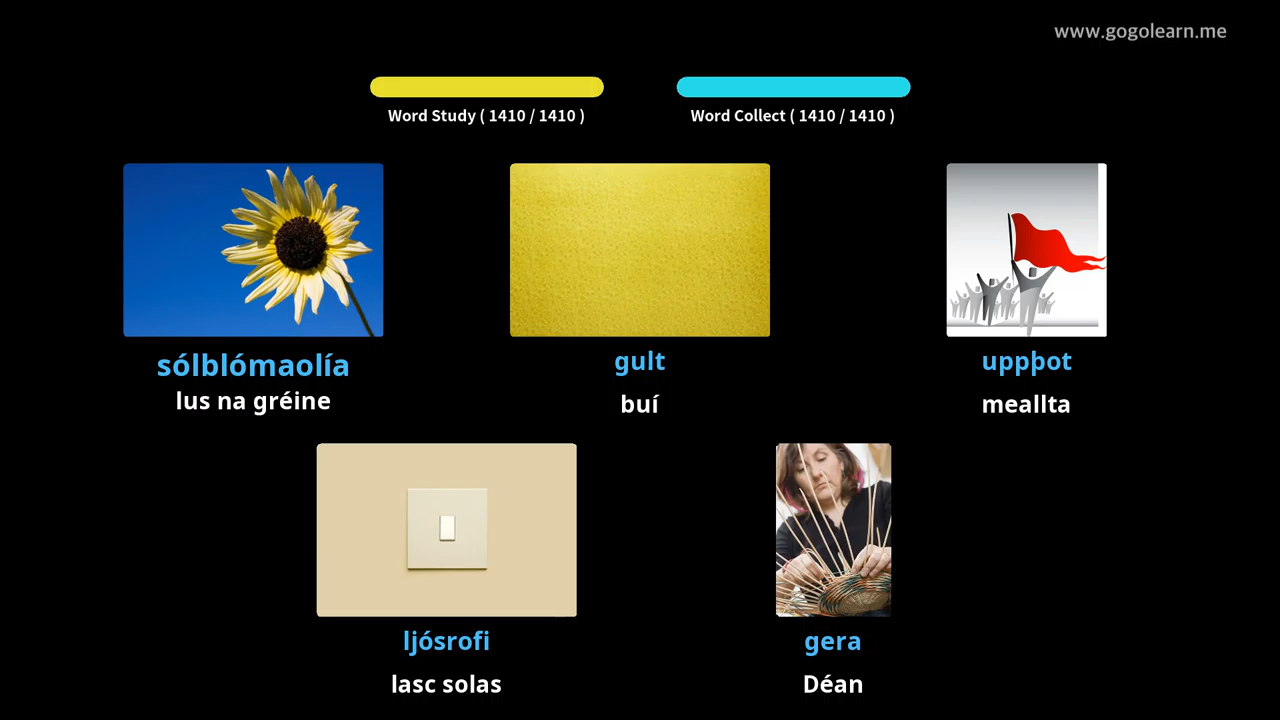 www.gogolearn.me
Word Study ( 1410 / 1410 )
Word Collect ( 1410 / 1410 )
sólblómaolía
gult
uppþot
lus na gréine
buí
meallta
ljósrofi
gera
lasc solas
Déan